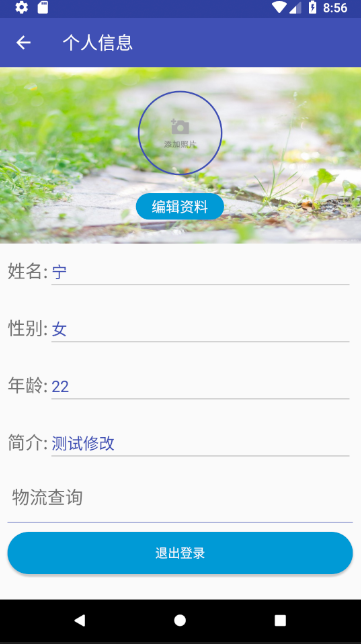 8:56
个人信息
添加照片
编辑资料
姓名: 宁
性别: 女
年龄: 22
简介: 测试修改
物流查询
退出登录